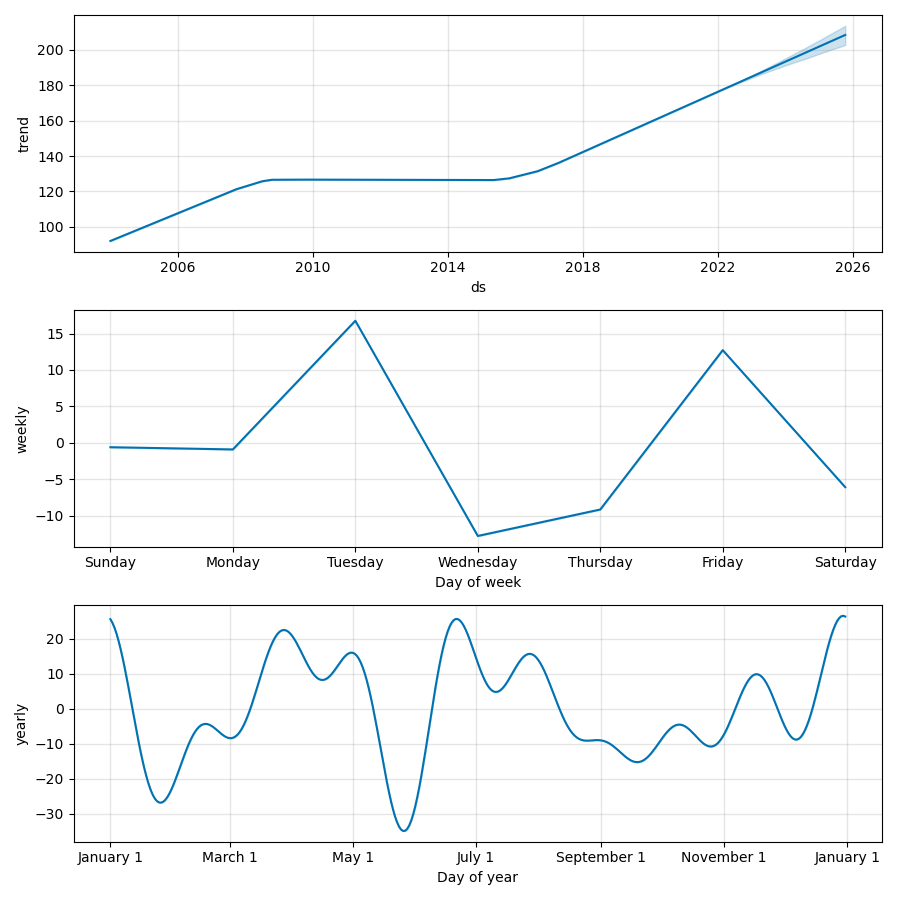 trend
200
180
160
140
120
100
2006 2010 2014 2018 2022 2026
ds
weekly
15
10
5
0
−5
−10
Sunday Monday Tuesday Wednesday Thursday Friday Saturday
Day of week
yearly
20
10
0
−10
−20
−30
January 1 March 1 May 1 July 1 September 1 November 1 January 1
Day of year